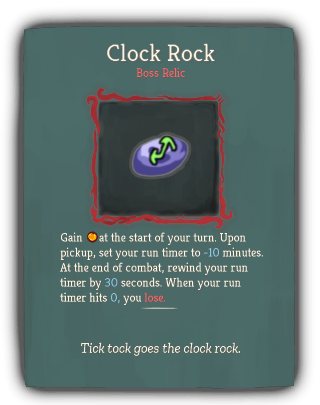 Clock Rock
Boss Relic
Gain at the start of your turn. Upon
pickup, set your run timer to -10 minutes.
At the end of combat, rewind your run
timer by 30 seconds. When your run
timer hits 0, you lose.
Tick tock goes the clock rock.